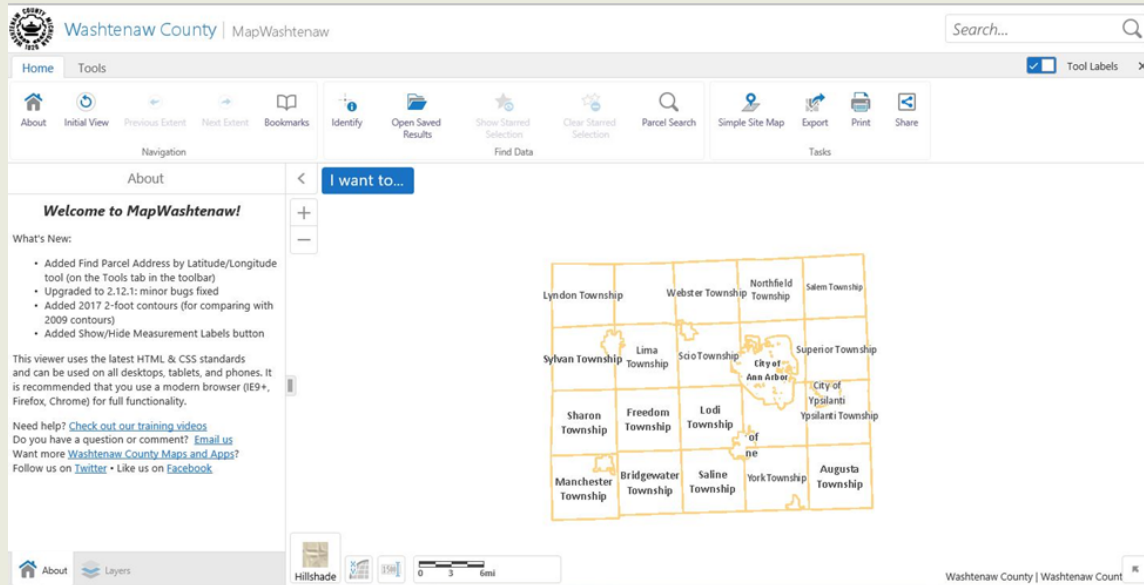 WASHTENAW COUNTY MICHIGAN
1826
Washtenaw County | MapWashtenaw
Search...
Home Tools
Tool Labels
About
Initial View
Previous Extent
Next Extent
Bookmarks
Navigation
Identify
Open Saved
Results
Show Starred
Selection
Clear Starred
Selection
Parcel Search
Find Data
Simple Site Map
Export
Print
Share
Tasks
About
Welcome to MapWashtenaw!
What's New:
• Added Find Parcel Address by Latitude/Longitude
tool (on the Tools tab in the toolbar)
• Upgraded to 2.12.1: minor bugs fixed
• Added 2017 2-foot contours (for comparing with
2009 contours)
• Added Show/Hide Measurement Labels button
This viewer uses the latest HTML & CSS standards
and can be used on all desktops, tablets, and phones. It
is recommended that you use a modern browser (IE9+,
Firefox, Chrome) for full functionality.
Need help? Check out our training videos
Do you have a question or comment? Email us
Want more Washtenaw County Maps and Apps?
Follow us on Twitter • Like us on Facebook
About
Layers
I want to...
Lyndon Township
Webster Township
Northfield
Township
Salem Township
Sylvan Township
Lima
Township
Scio Township
City of
Ann Arbor
Superior Township
City of
Ypsilanti
Ypsilanti Township
Sharon
Township
Freedom
Township
Lodi
Township
of
ne
Manchester
Township
Bridgewater
Township
Saline
Township
York Township
Augusta
Township
Hillshade
0 3 6mi
Washtenaw County | Washtenaw Count